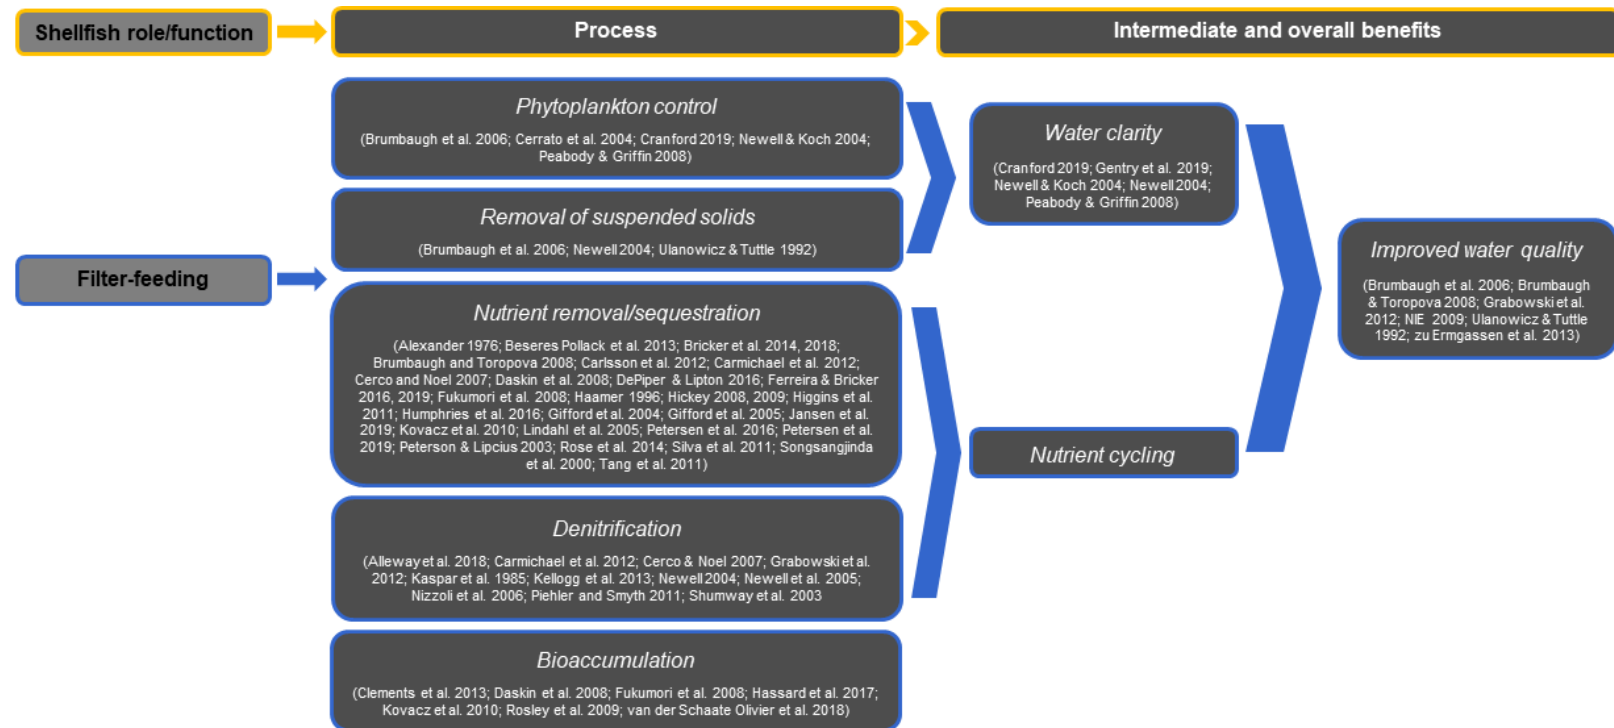 Shellfish role/function
Process
Intermediate and overall benefits
Filter-feeding
Phytoplankton control
(Brumbaugh et al. 2006; Cerrato et al. 2004; Cranford 2019; Newell & Koch 2004;
Peabody & Griffin 2008)
Removal of suspended solids
(Brumbaugh et al. 2006; Newell 2004; Ulanowicz & Tuttle 1992)
Nutrient removal/sequestration
(Alexander 1976; Beseres Pollack et al. 2013; Bricker et al. 2014, 2018;
Brumbaugh and Toropova 2008; Carlsson et al. 2012; Carmichael et al. 2012;
Cerco and Noel 2007; Daskin et al. 2008; DePiper & Lipton 2016; Ferreira & Bricker
2016, 2019; Fukumori et al. 2008; Haamer 1996; Hickey 2008, 2009; Higgins et al.
2011; Humphries et al. 2016; Gifford et al. 2004; Gifford et al. 2005; Jansen et al.
2019; Kovacz et al. 2010; Lindahl et al. 2005; Petersen et al. 2016; Petersen et al.
2019; Peterson & Lipcius 2003; Rose et al. 2014; Silva et al. 2011; Songsangjinda
et al. 2000; Tang et al. 2011)
Denitrification
(Alleway et al. 2018; Carmichael et al. 2012; Cerco & Noel 2007; Grabowski et al.
2012; Kaspar et al. 1985; Kellogg et al. 2013; Newell 2004; Newell et al. 2005;
Nizzoli et al. 2006; Piehler and Smyth 2011; Shumway et al. 2003
Bioaccumulation
(Clements et al. 2013; Daskin et al. 2008; Fukumori et al. 2008; Hassard et al. 2017;
Kovacz et al. 2010; Rosley et al. 2009; van der Schaate Olivier et al. 2018)
Water clarity
(Cranford 2019; Gentry et al. 2019;
Newell & Koch 2004; Newell 2004;
Peabody & Griffin 2008)
Nutrient cycling
Improved water quality
(Brumbaugh et al. 2006; Brumbaugh
& Toropova 2008; Grabowski et al.
2012; NIE 2009; Ulanowicz & Tuttle
1992; zu Ermgassen et al. 2013)